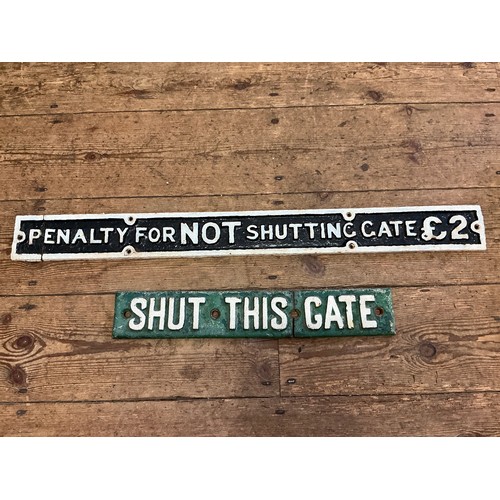 PENALTY FOR NOT SHUTTING GATE £2
SHUT THIS GATE